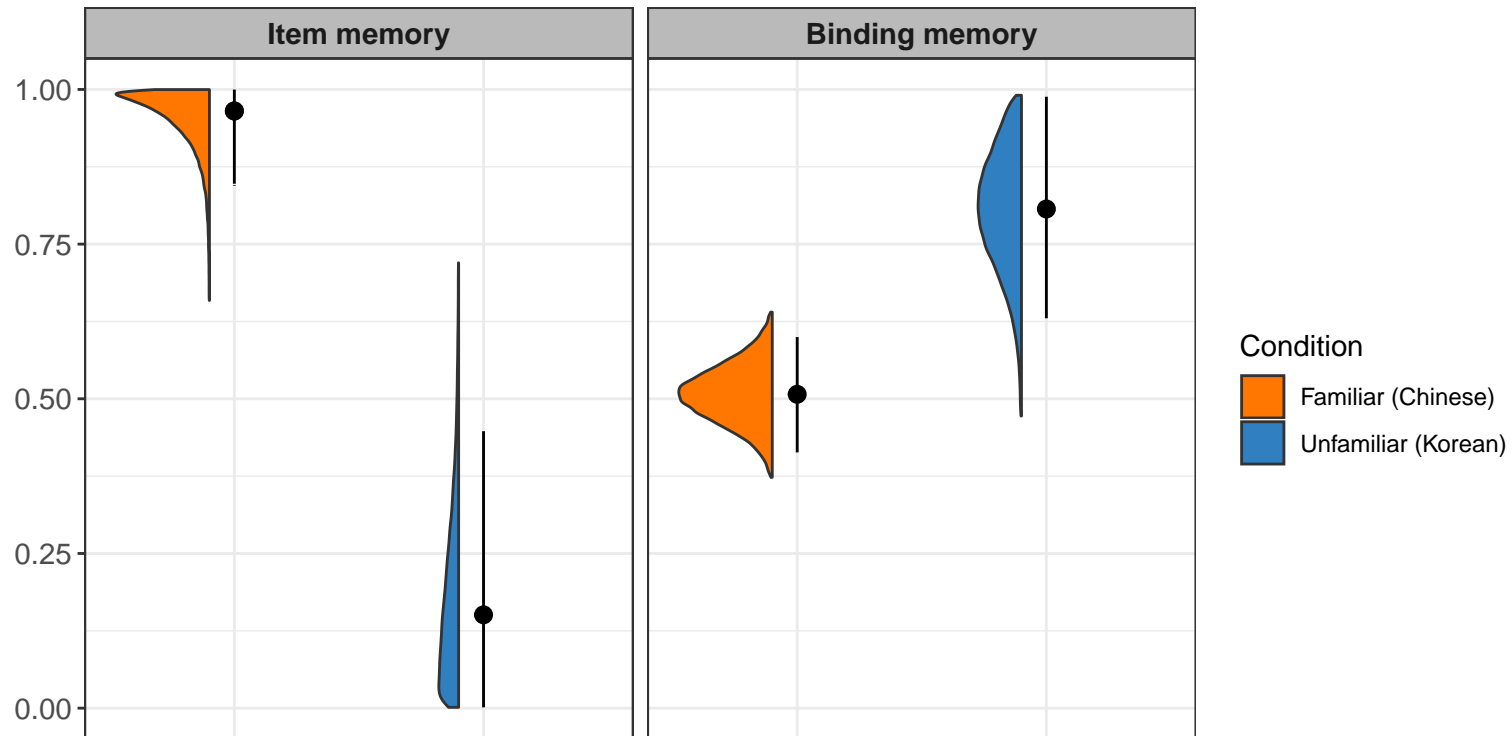 Item memory
Binding memory
1.00
0.75
0.50
0.25
0.00
Condition
Familiar (Chinese)
Unfamiliar (Korean)